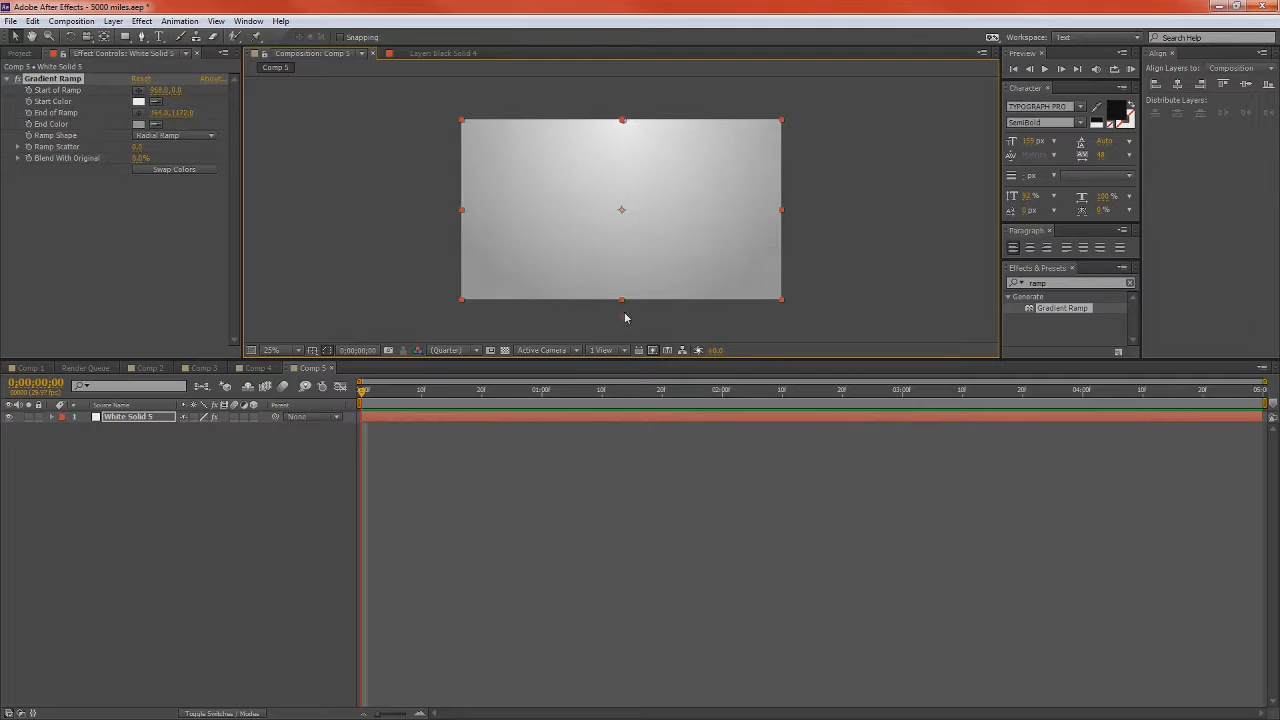 Adobe After Effects - 5000 miles.aep *
File Edit Composition Layer Effect Animation View Window Help
Snapping
Workspace: Text
Search Help
Project
Effect Controls: White Solid 5
Comp 5 • White Solid 5
Gradient Ramp Reset About...
Start of Ramp 968.0,0.0
Start Color
End of Ramp
End Color
Ramp Shape Radial Ramp
Ramp Scatter 0.0
Blend With Original 0.0%
Swap Colors
Composition: Comp 5
Layer: Black Solid 4
Comp 5
25%
0;00;00;00
(Quarter)
Active Camera
1 View
+0.0
Preview
Character
TYPOGRAPH PRO
SemiBold
155 px
Auto
Metrics
48
- px
92 %
100 %
0 px
0 %
Paragraph
Effects & Presets
ramp
Generate
Gradient Ramp
Align
Align Layers to: Composition
Distribute Layers:
Comp 1
Render Queue
Comp 2
Comp 3
Comp 4
Comp 5
0;00;00;00
00000 (29.97 fps)
# Source Name
Parent
1 White Solid 5
None
10f 20f 01:00f 10f 20f 02:00f 10f 20f 03:00f 10f 20f 04:00f 10f 20f
Toggle Switches / Modes